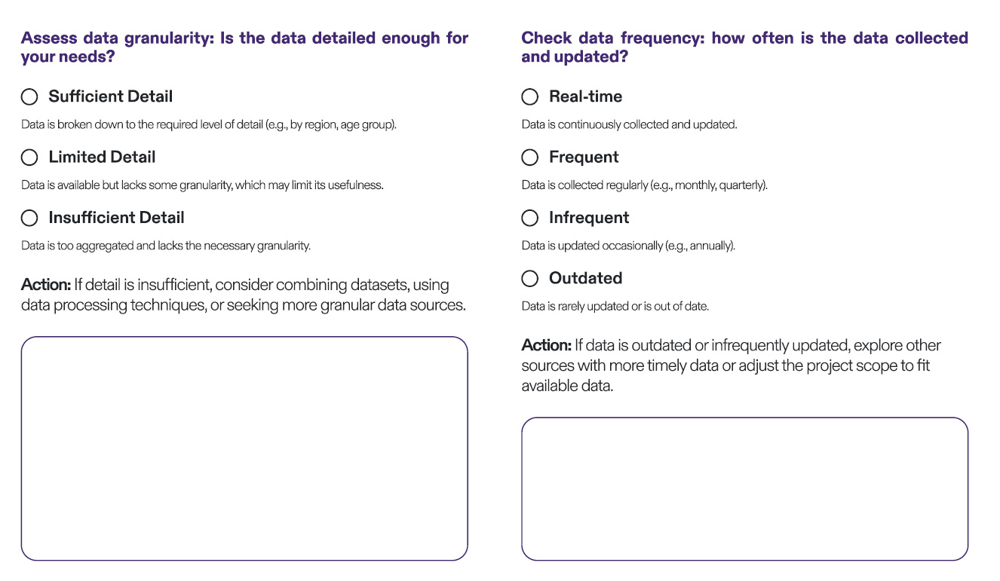 Assess data granularity: Is the data detailed enough for
your needs?
Sufficient Detail
Data is broken down to the required level of detail (e.g., by region, age group).
Limited Detail
Data is available but lacks some granularity, which may limit its usefulness.
Insufficient Detail
Data is too aggregated and lacks the necessary granularity.
Action: If detail is insufficient, consider combining datasets, using
data processing techniques, or seeking more granular data sources.
Check data frequency: how often is the data collected
and updated?
Real-time
Data is continuously collected and updated.
Frequent
Data is collected regularly (e.g., monthly, quarterly).
Infrequent
Data is updated occasionally (e.g., annually).
Outdated
Data is rarely updated or is out of date.
Action: If data is outdated or infrequently updated, explore other
sources with more timely data or adjust the project scope to fit
available data.